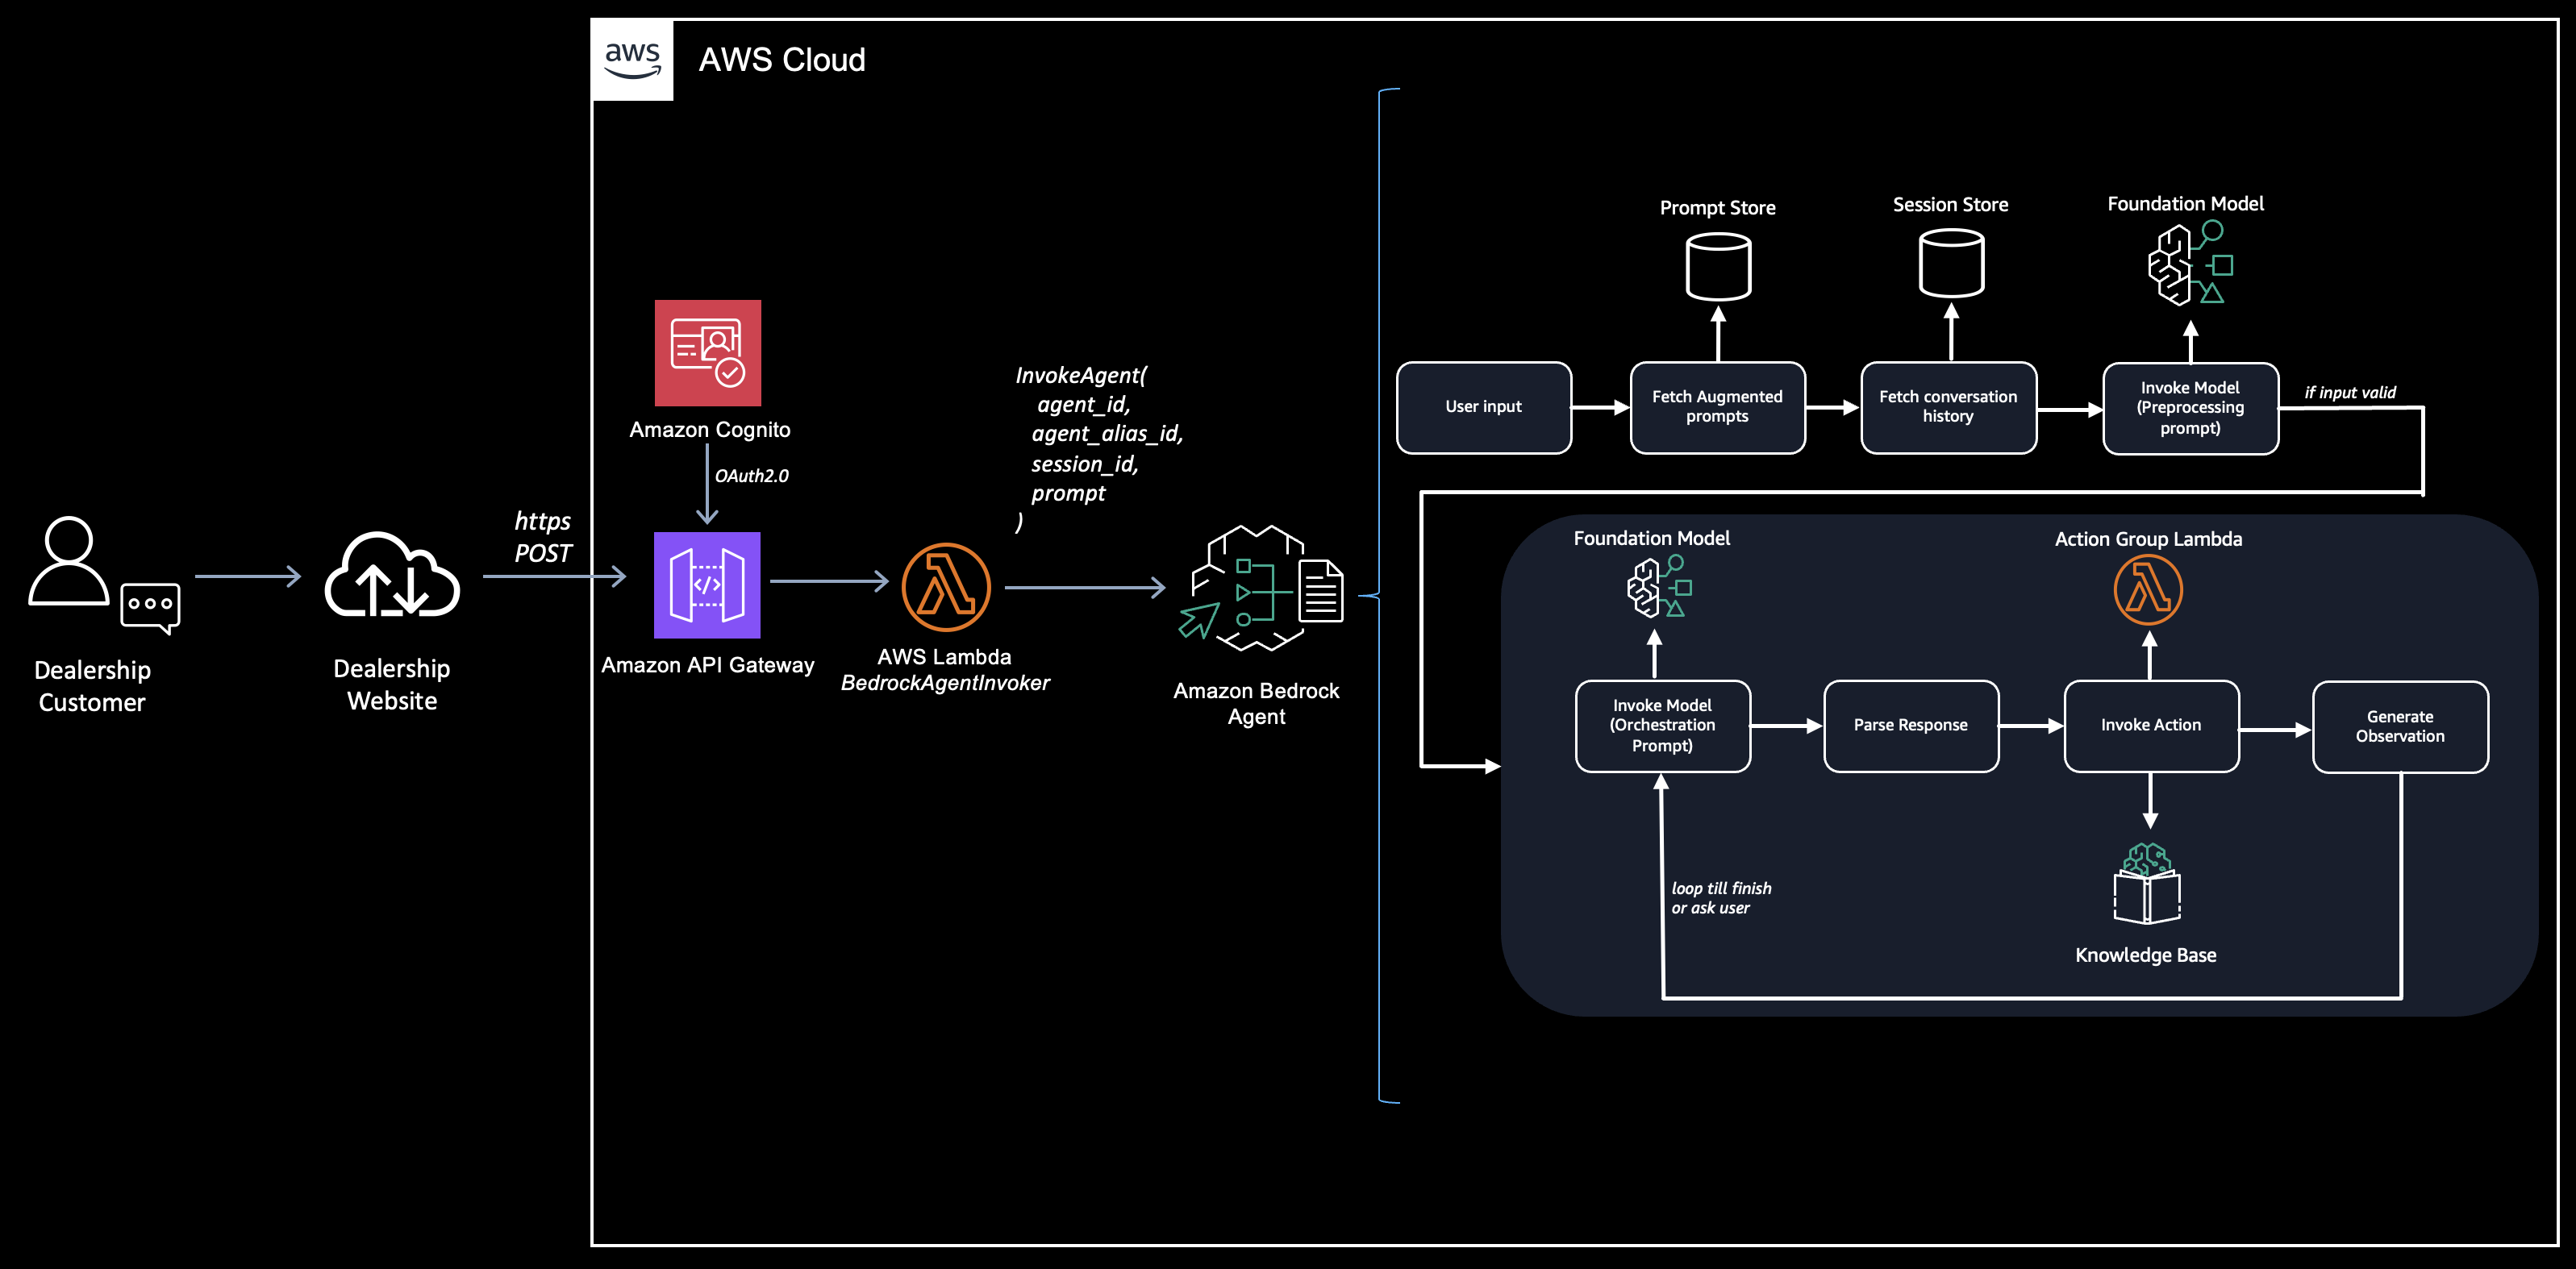 aws
AWS Cloud
Dealership
Customer
Dealership
Website
https
POST
Amazon Cognito
OAuth2.0
Amazon API Gateway
AWS Lambda
BedrockAgentInvoker
InvokeAgent(
agent_id,
agent_alias_id,
session_id,
prompt
)
Amazon Bedrock
Agent
Prompt Store
Session Store
Foundation Model
User input
Fetch Augmented
prompts
Fetch conversation
history
Invoke Model
(Preprocessing
prompt)
if input valid
Foundation Model
Action Group Lambda
Invoke Model
(Orchestration
Prompt)
Parse Response
Invoke Action
Generate
Observation
loop till finish
or ask user
Knowledge Base